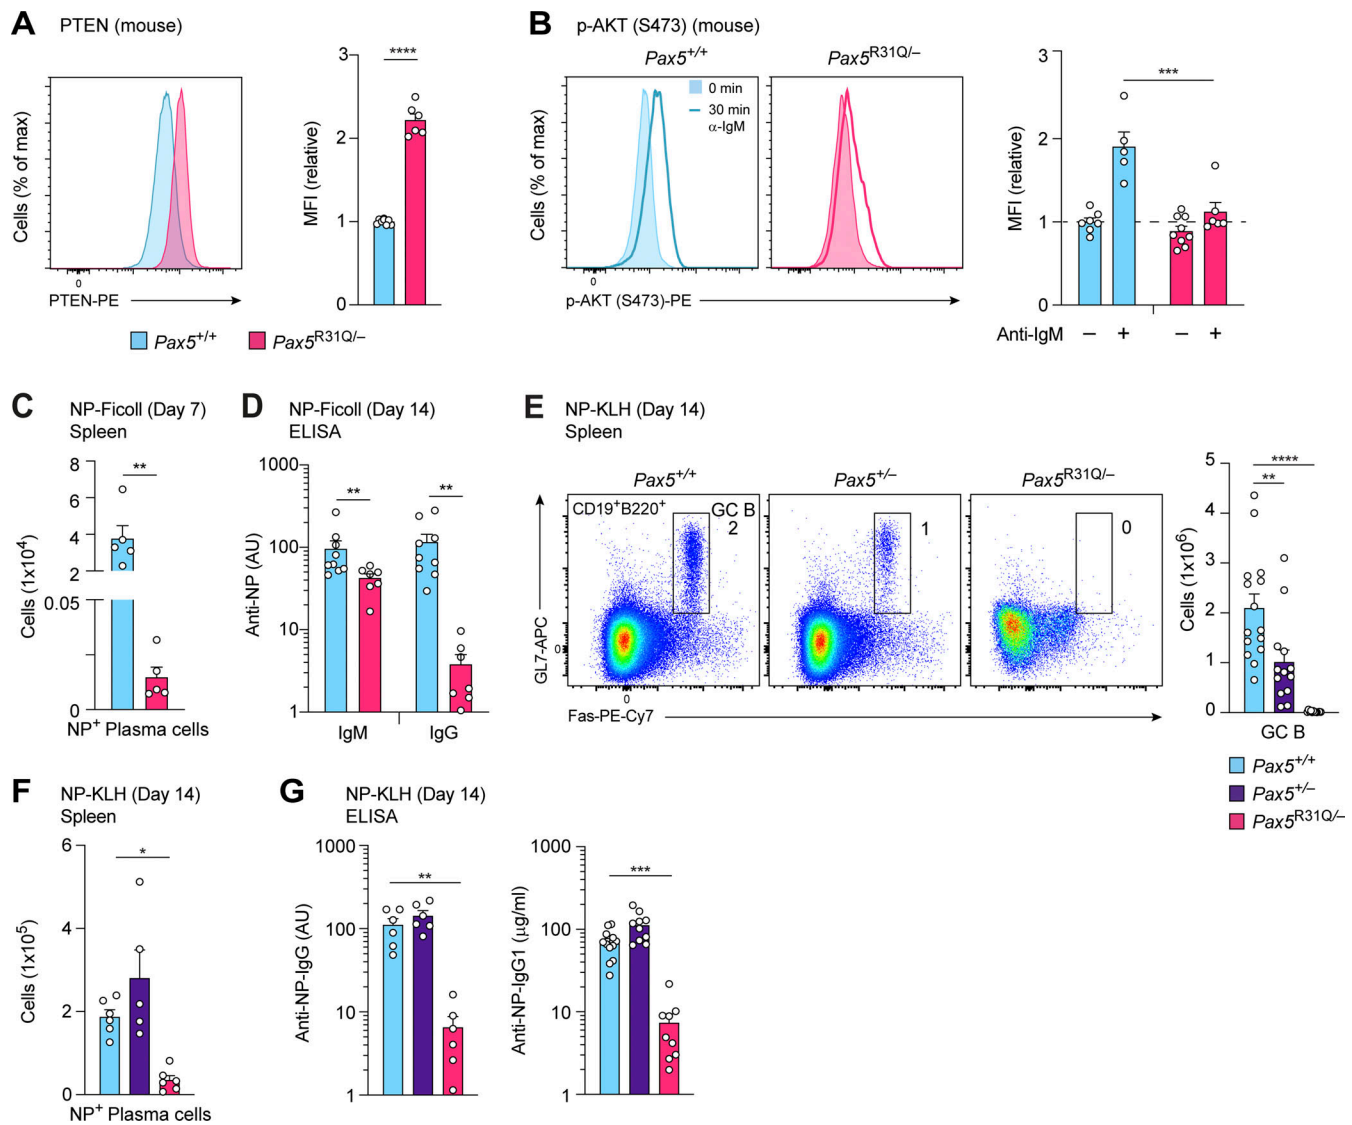 A PTEN (mouse)
Cells (% of max)
0
PTEN-PE
MFI (relative)
3
2
1
0
****
Pax5+/+
Pax5R31Q/–
B p-AKT (S473) (mouse)
Pax5+/+
Pax5R31Q/–
0 min
30 min
α-IgM
Cells (% of max)
0
p-AKT (S473)-PE
MFI (relative)
3
2
1
0
***
Anti-IgM – + – +
C NP-Ficoll (Day 7)
Spleen
Cells (1x10⁴)
8
6
4
2
0.05
0
**
NP+ Plasma cells
D NP-Ficoll (Day 14)
ELISA
Anti-NP (AU)
1000
100
10
1
**
**
IgM
IgG
E NP-KLH (Day 14)
Spleen
Pax5+/+
Pax5+/–
Pax5R31Q/–
CD19+B220+
GC B
2
1
0
GL7-APC
0
0
Fas-PE-Cy7
Cells (1x10⁶)
5
4
3
2
1
0
****
**
GC B
Pax5+/+
Pax5+/–
Pax5R31Q/–
F NP-KLH (Day 14)
Spleen
Cells (1x10⁵)
6
4
2
0
*
NP+ Plasma cells
G NP-KLH (Day 14)
ELISA
Anti-NP-IgG (AU)
1000
100
10
1
**
Anti-NP-IgG1 (µg/ml)
1000
100
10
1
***